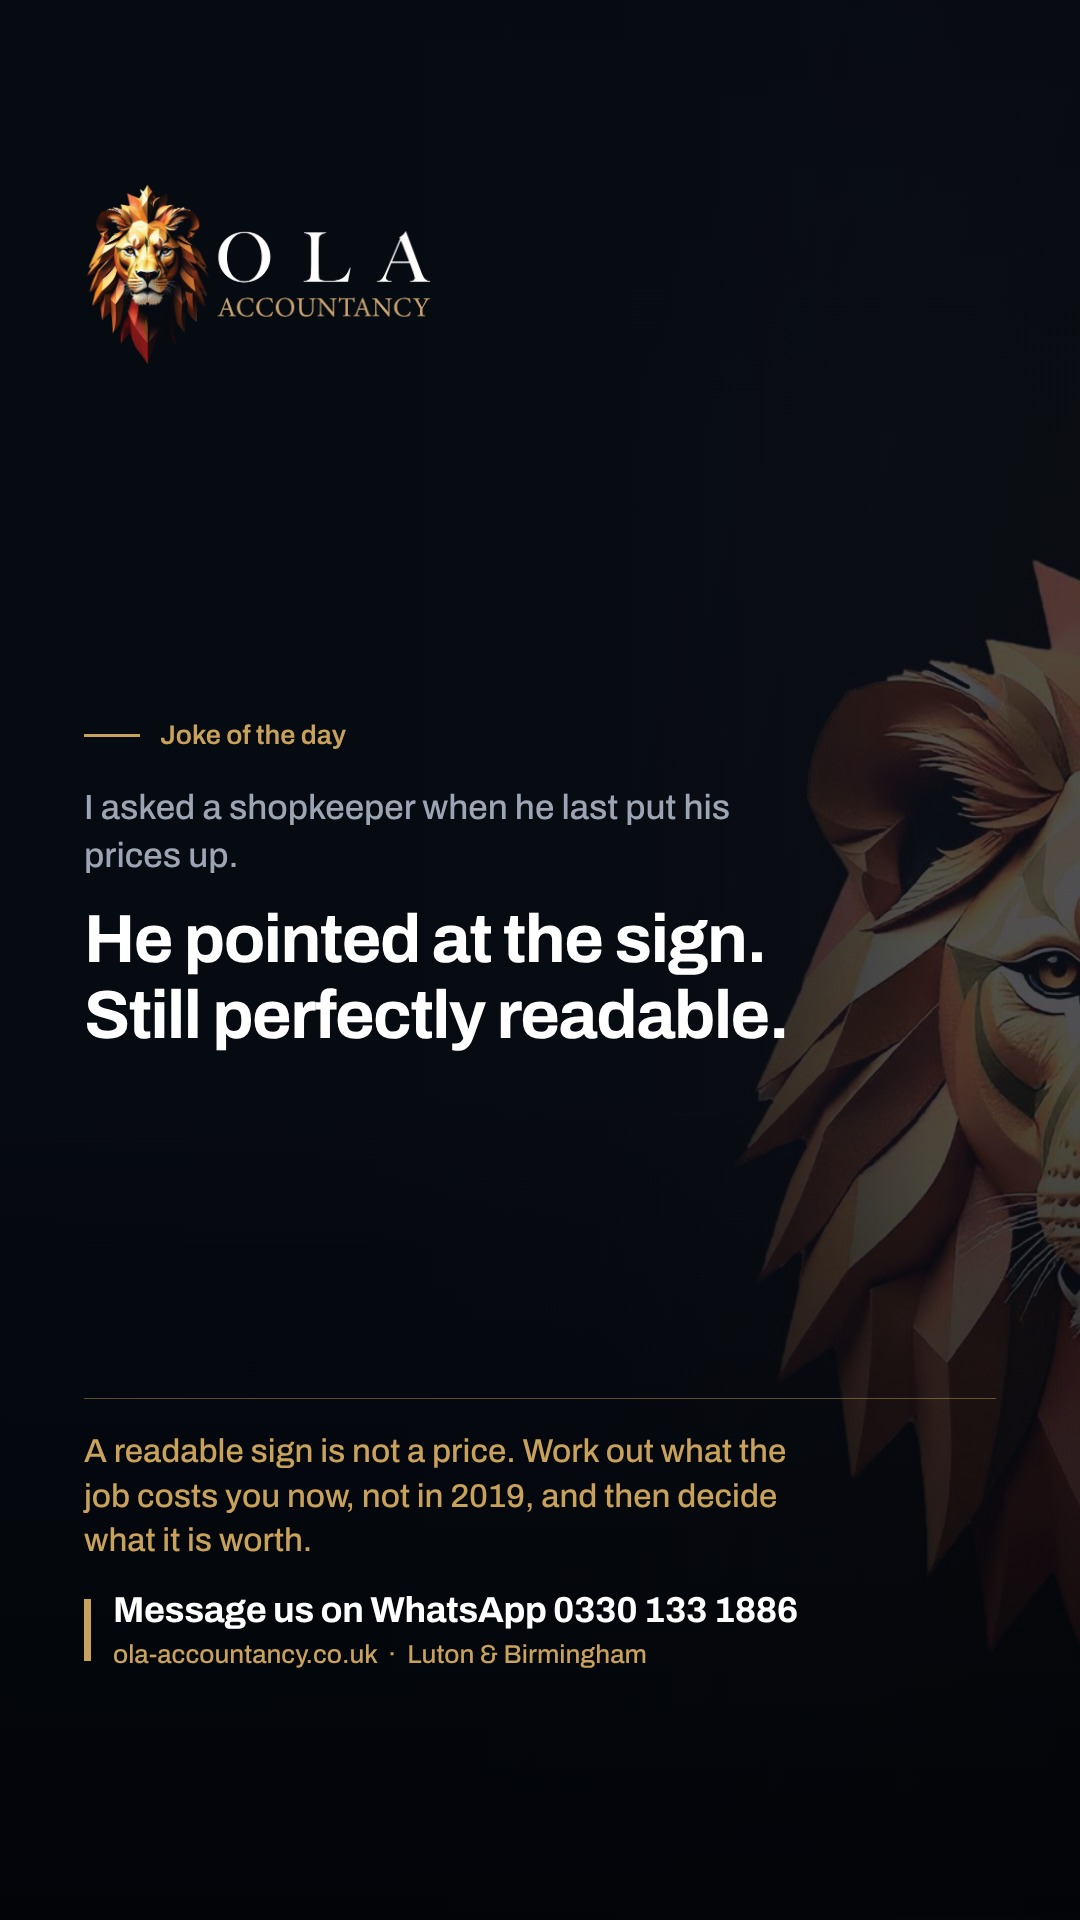 OLA
ACCOUNTANCY
Joke of the day
I asked a shopkeeper when he last put his
prices up.
He pointed at the sign.
Still perfectly readable.
A readable sign is not a price. Work out what the
job costs you now, not in 2019, and then decide
what it is worth.
Message us on WhatsApp 0330 133 1886
ola-accountancy.co.uk · Luton & Birmingham